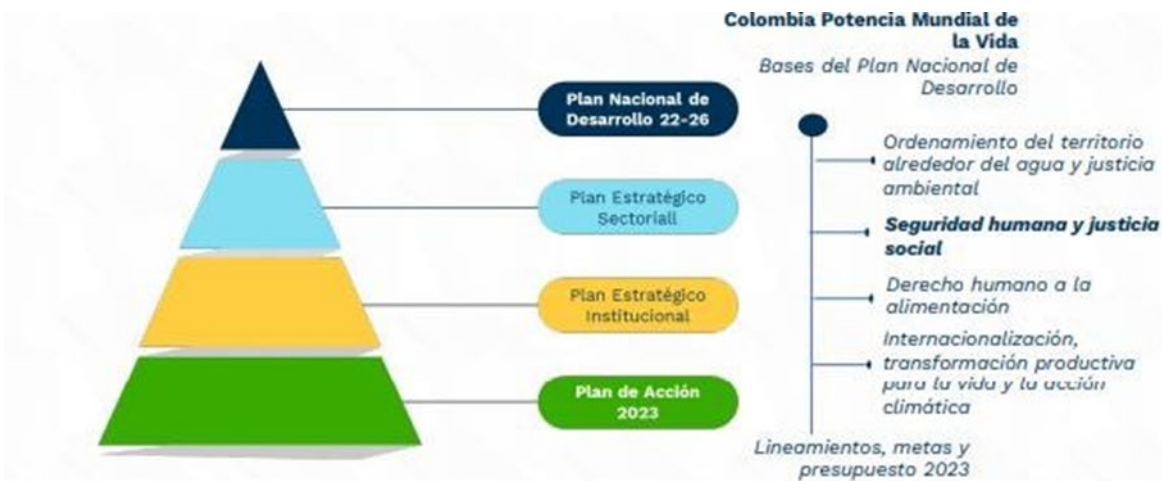 Plan Nacional de
Desarrollo 22-26
Plan Estratégico
Sectoriall
Plan Estratégico
Institucional
Plan de Acción
2023
Colombia Potencia Mundial de
la Vida
Bases del Plan Nacional de
Desarrollo
Ordenamiento del territorio
alrededor del agua y justicia
ambiental
Seguridad humana y justicia
social
Derecho humano a la
alimentación
Internacionalización,
transformación productiva
para la vida y la acción
climática
Lineamientos, metas y
presupuesto 2023